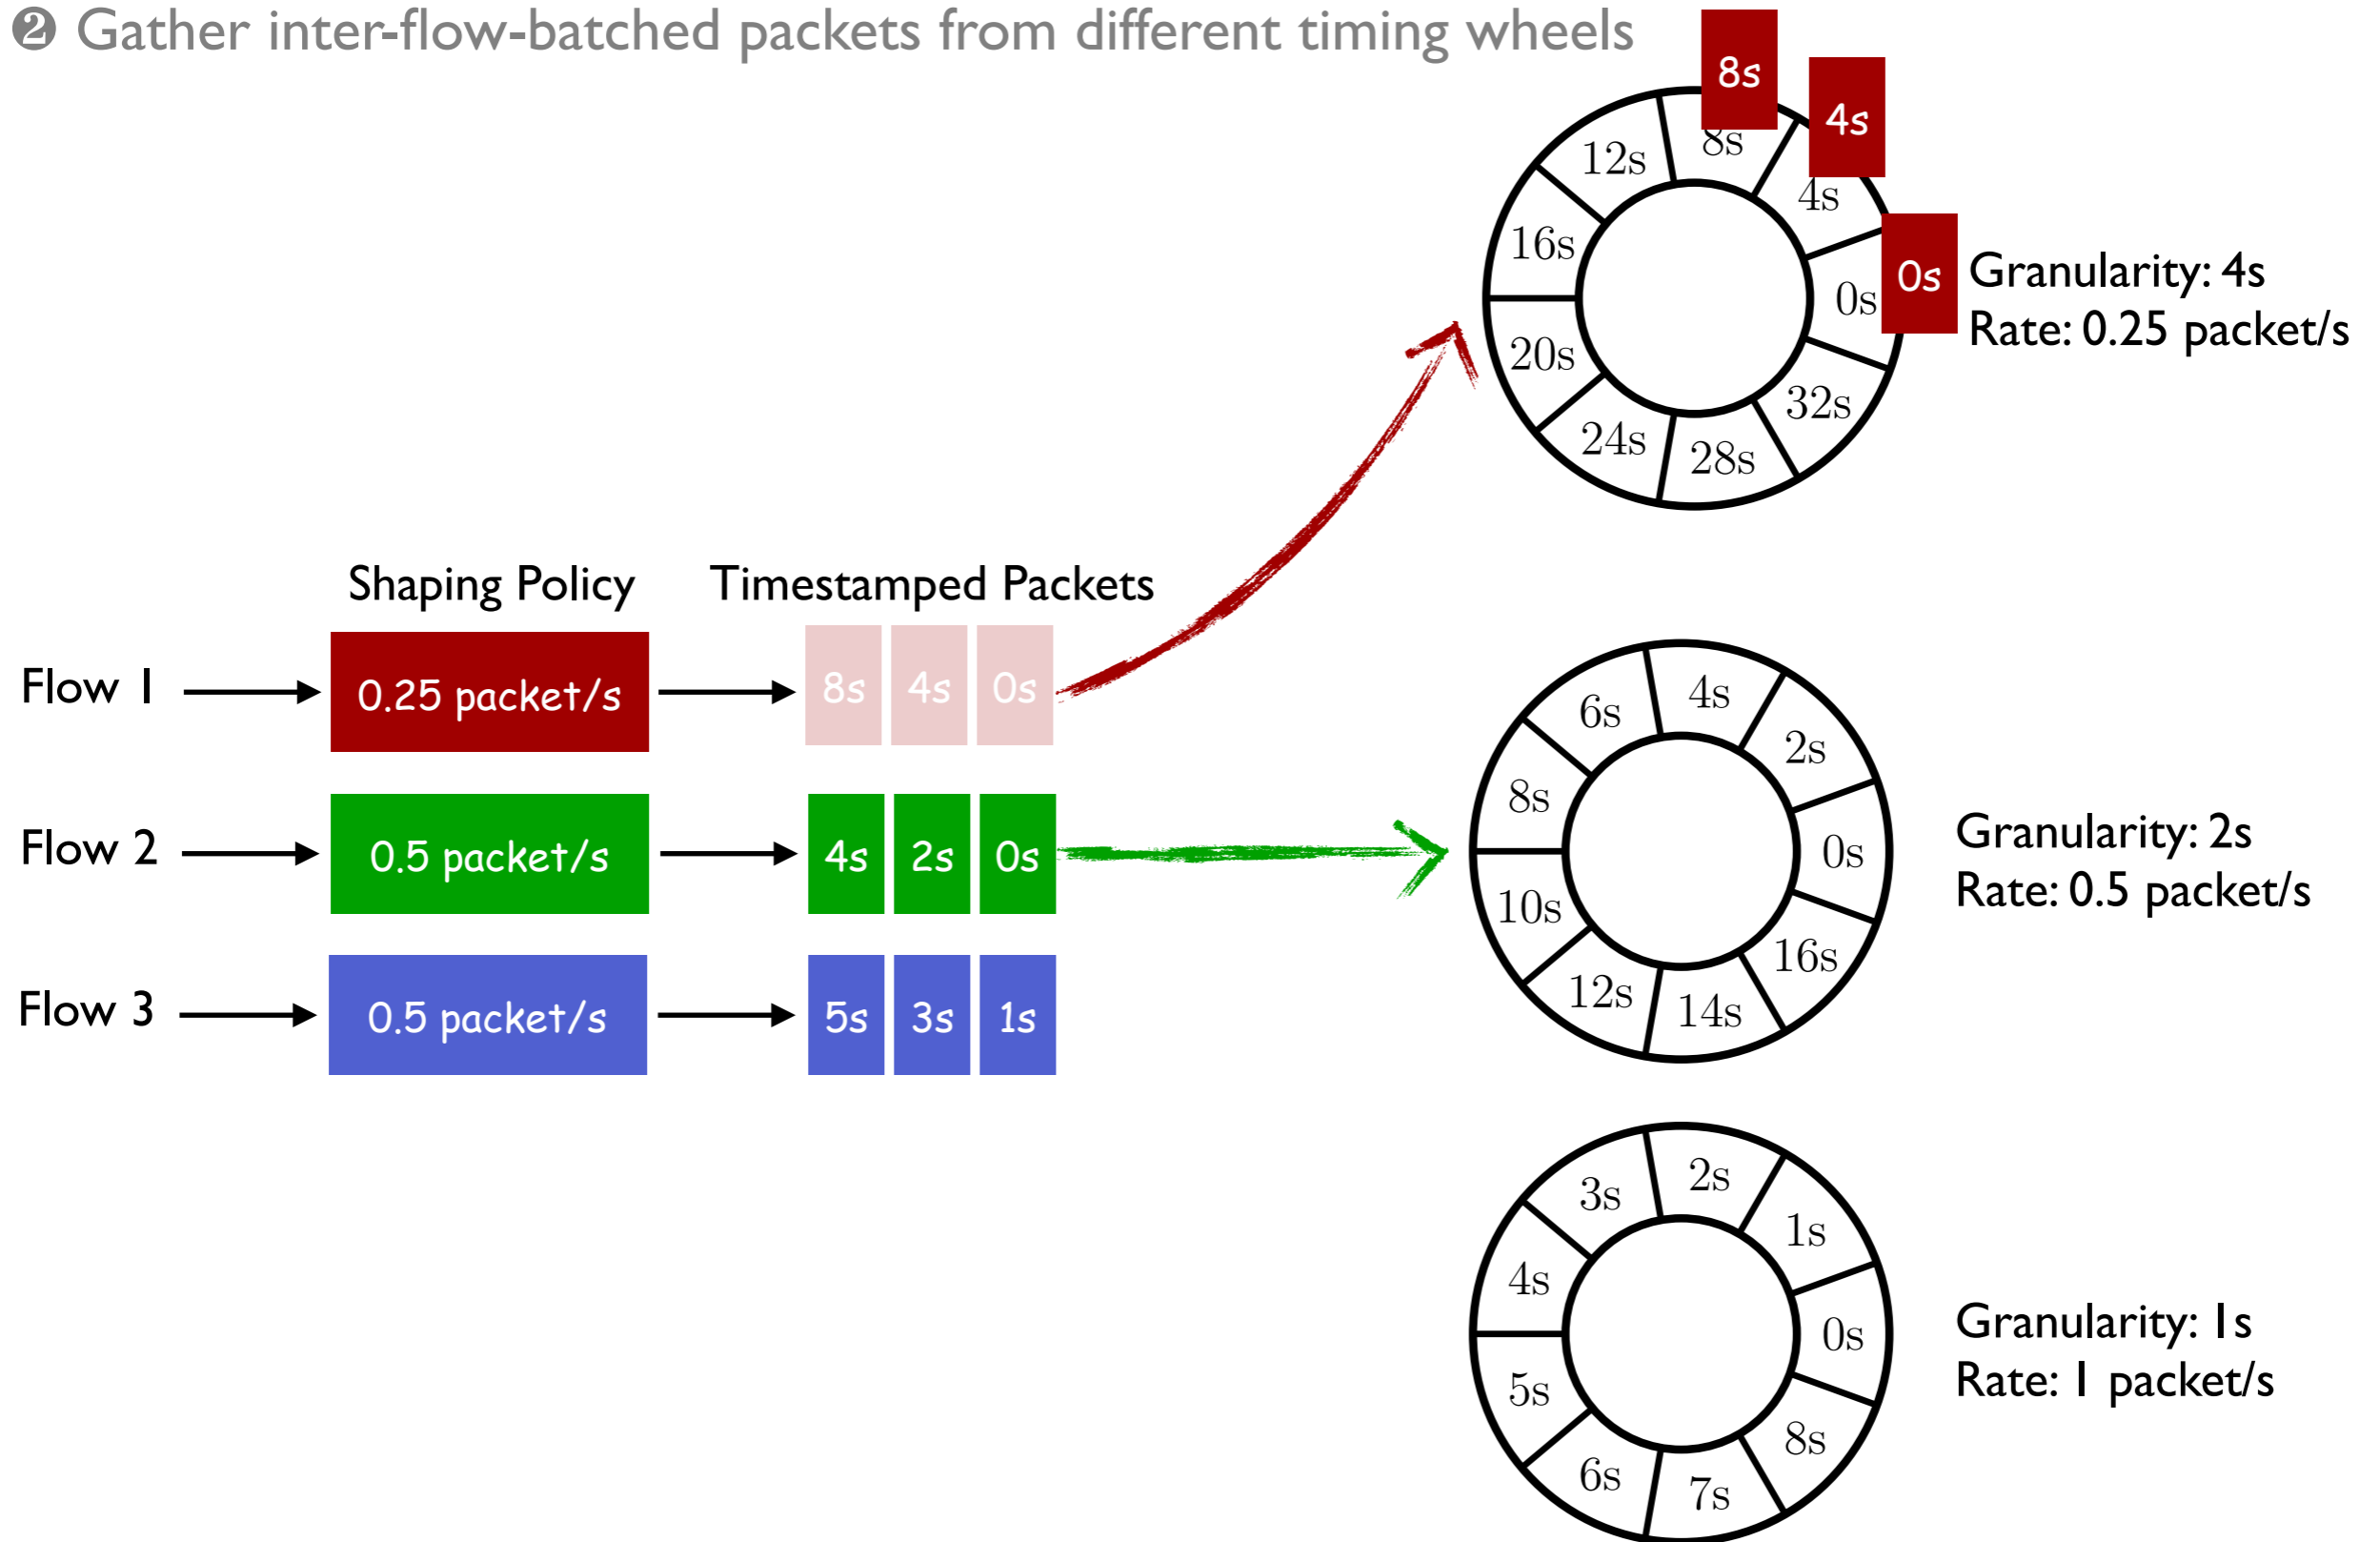 ❷ Gather inter-flow-batched packets from different timing wheels
8s
4s
0s
8s
4s
0s
12s
16s
20s
24s
28s
32s
Granularity: 4s
Rate: 0.25 packet/s
Shaping Policy
Timestamped Packets
Flow 1
0.25 packet/s
8s 4s 0s
Flow 2
0.5 packet/s
4s 2s 0s
Flow 3
0.5 packet/s
5s 3s 1s
4s
2s
0s
6s
8s
10s
12s
14s
16s
Granularity: 2s
Rate: 0.5 packet/s
2s
1s
0s
3s
4s
5s
6s
7s
8s
Granularity: 1s
Rate: 1 packet/s